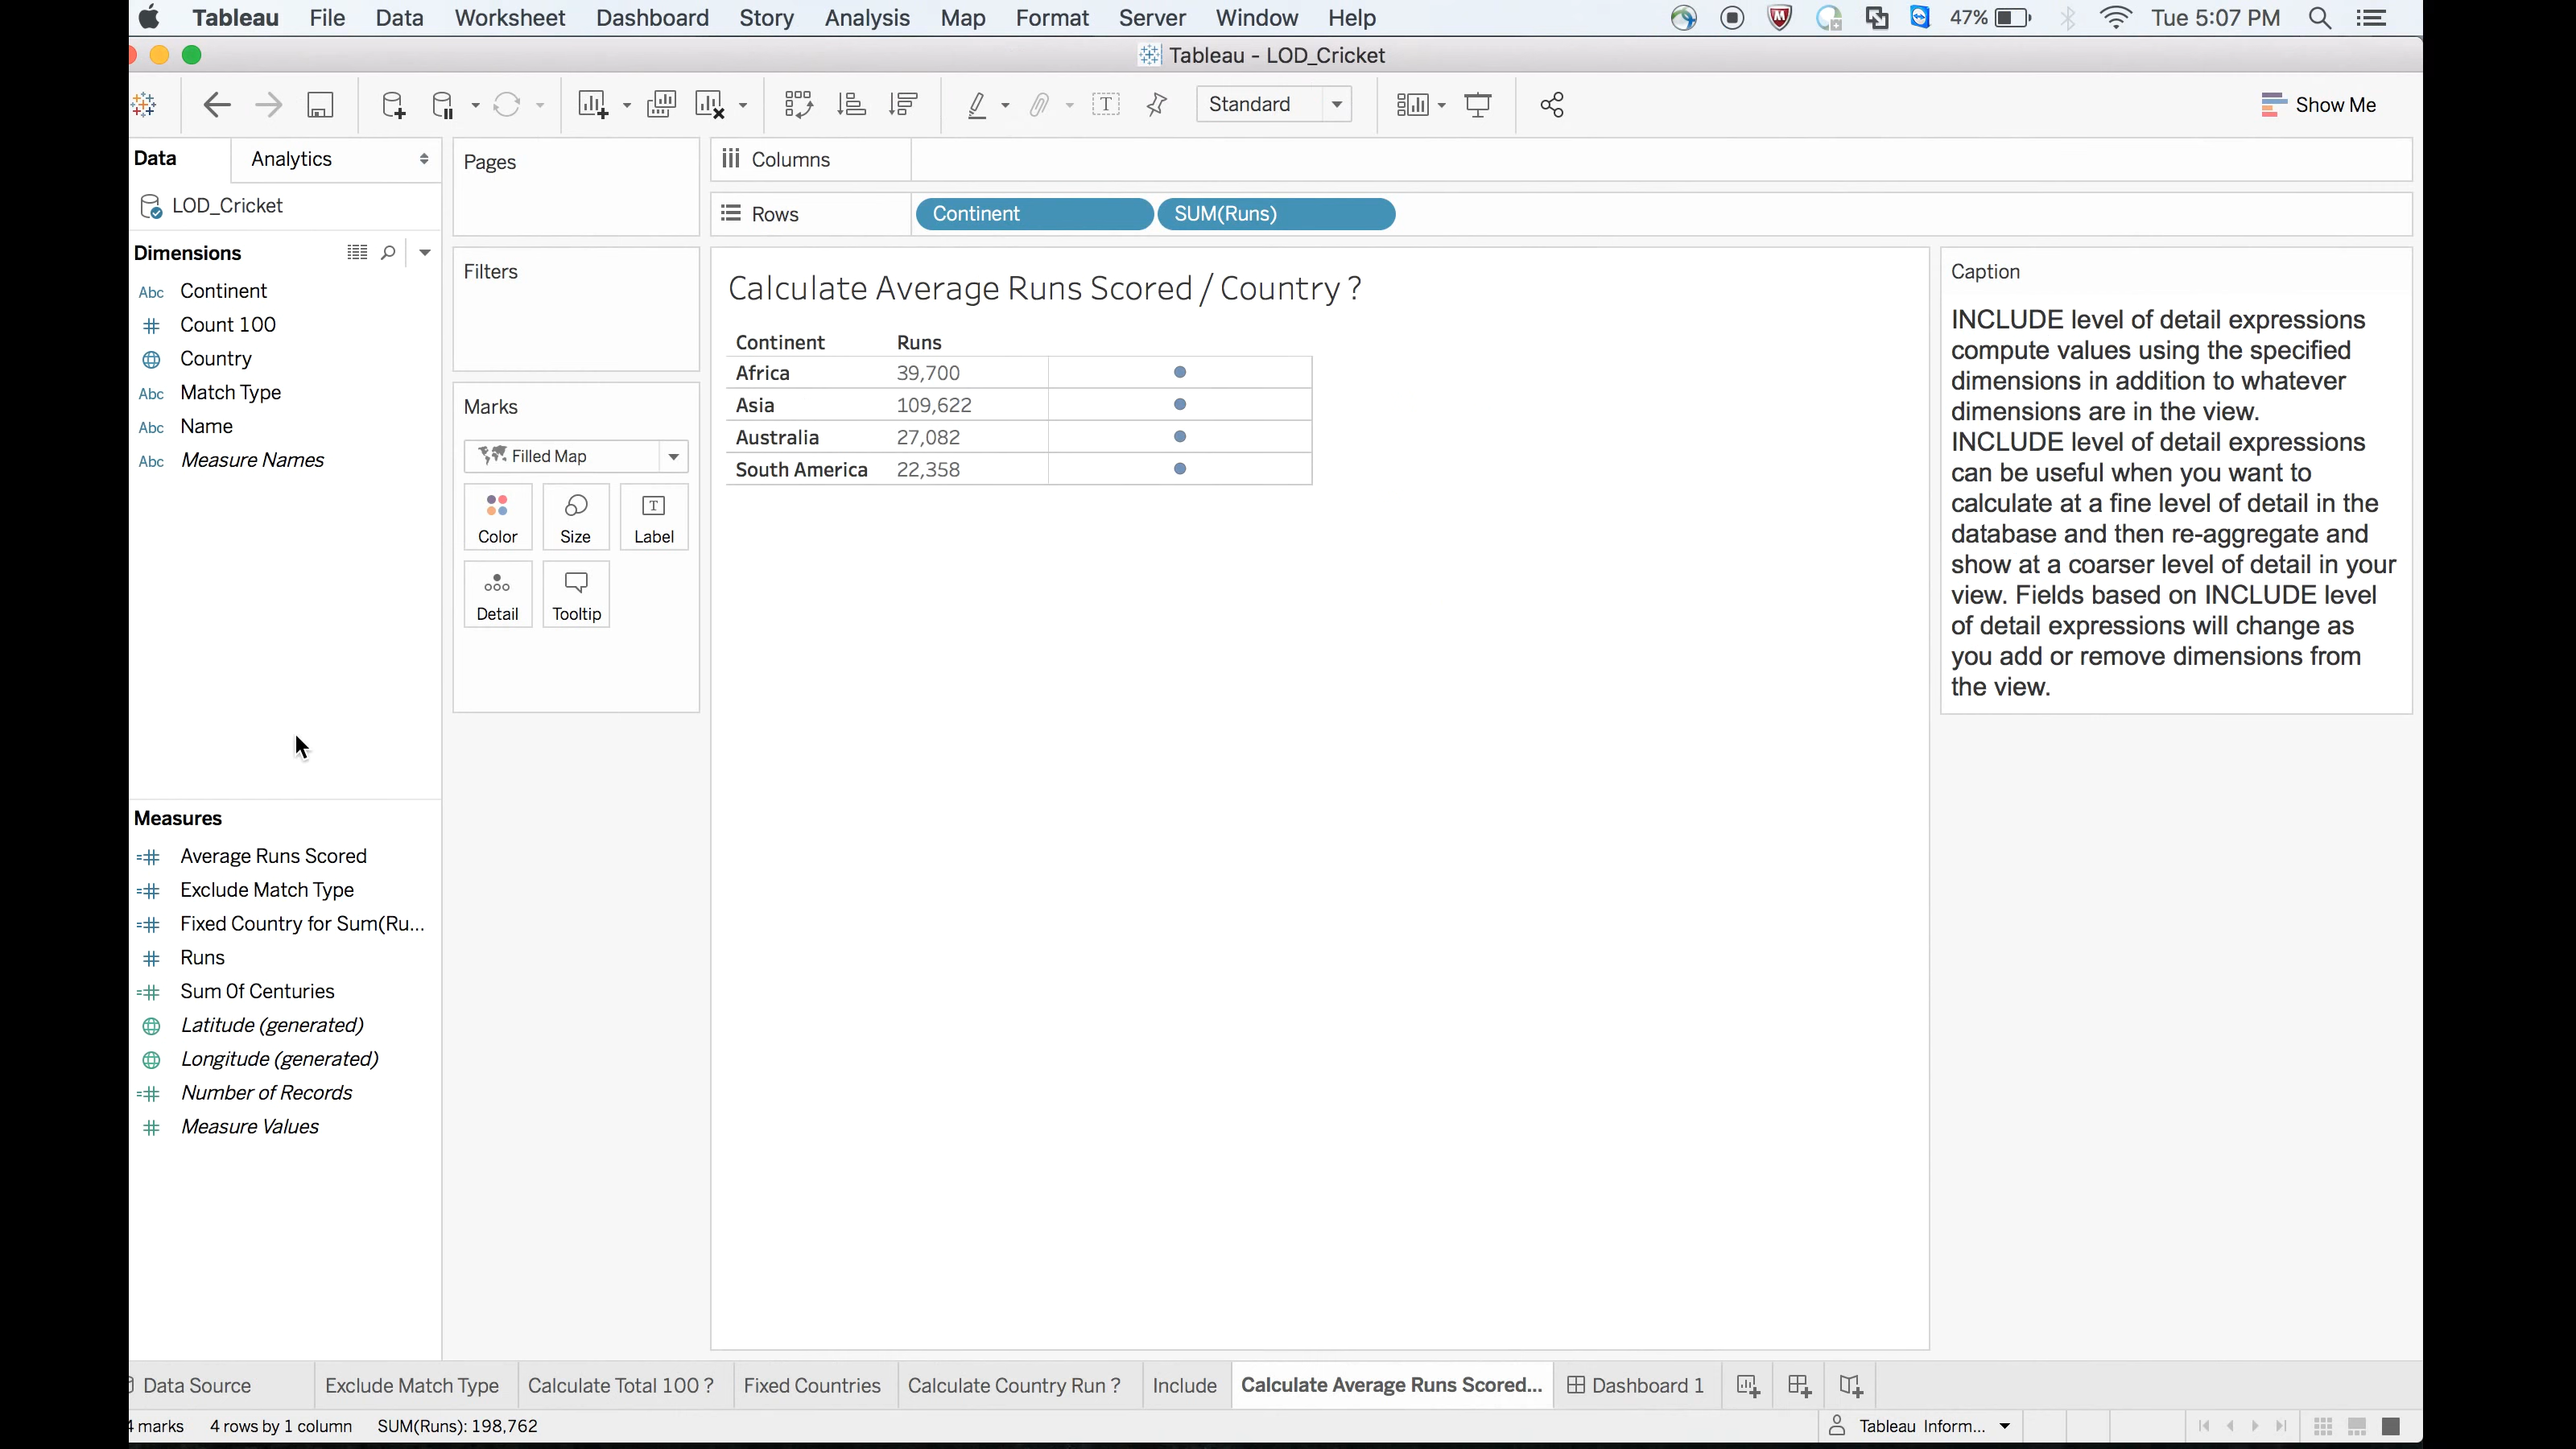 Tableau File Data Worksheet Dashboard Story Analysis Map Format Server Window Help 47% Tue 5:07 PM
Tableau - LOD_Cricket
Standard Show Me
Data Analytics Pages Columns
LOD_Cricket Rows Continent SUM(Runs)
Dimensions
Abc Continent
Count 100
Country
Abc Match Type
Abc Name
Abc Measure Names
Filters
Marks
Filled Map
Color Size Label
Detail Tooltip
Calculate Average Runs Scored / Country ?
Continent Runs
Africa 39,700
Asia 109,622
Australia 27,082
South America 22,358
Caption
INCLUDE level of detail expressions
compute values using the specified
dimensions in addition to whatever
dimensions are in the view.
INCLUDE level of detail expressions
can be useful when you want to
calculate at a fine level of detail in the
database and then re-aggregate and
show at a coarser level of detail in your
view. Fields based on INCLUDE level
of detail expressions will change as
you add or remove dimensions from
the view.
Measures
Average Runs Scored
Exclude Match Type
Fixed Country for Sum(Ru...
Runs
Sum Of Centuries
Latitude (generated)
Longitude (generated)
Number of Records
Measure Values
Data Source Exclude Match Type Calculate Total 100 ? Fixed Countries Calculate Country Run ? Include Calculate Average Runs Scored... Dashboard 1
marks 4 rows by 1 column SUM(Runs): 198,762 Tableau Inform...